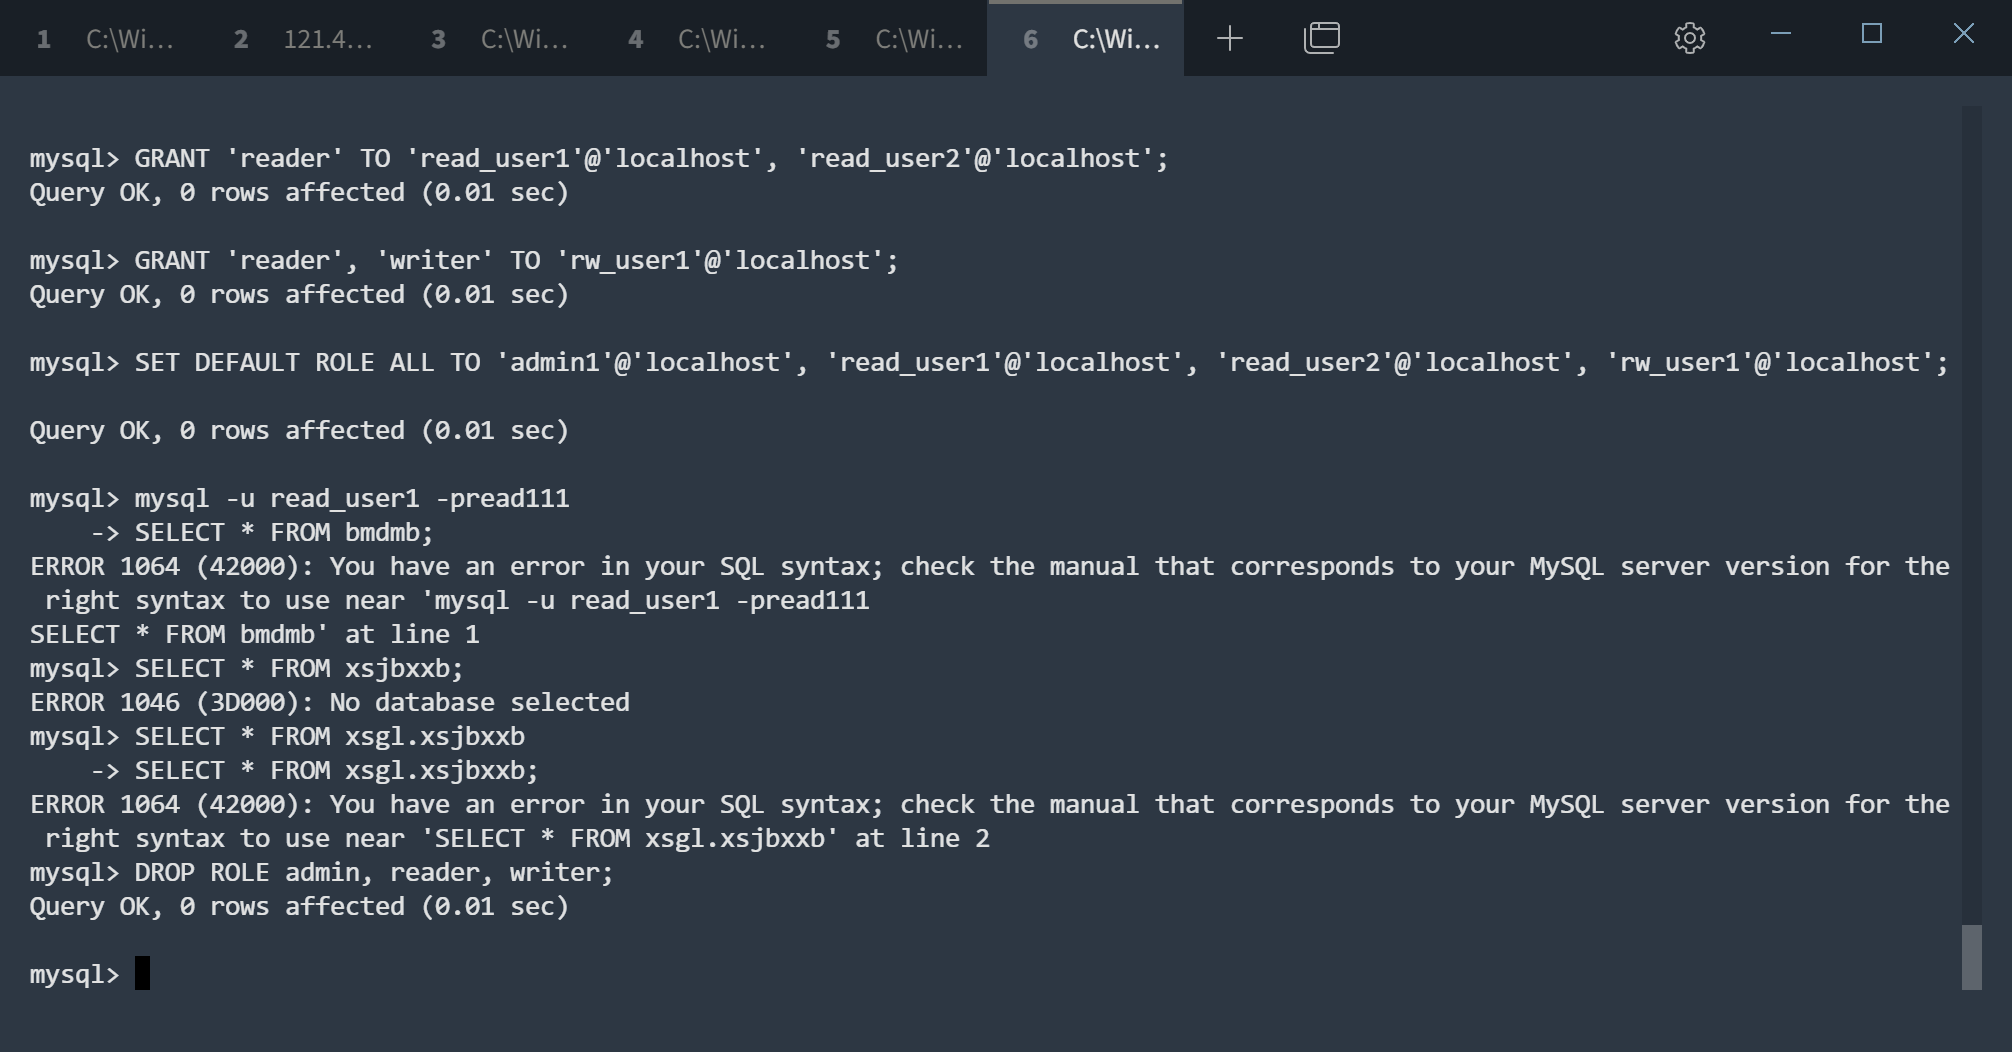 1 C:\Wi... 2 121.4... 3 C:\Wi... 4 C:\Wi... 5 C:\Wi... 6 C:\Wi...
mysql> GRANT 'reader' TO 'read_user1'@'localhost', 'read_user2'@'localhost';
Query OK, 0 rows affected (0.01 sec)
mysql> GRANT 'reader', 'writer' TO 'rw_user1'@'localhost';
Query OK, 0 rows affected (0.01 sec)
mysql> SET DEFAULT ROLE ALL TO 'admin1'@'localhost', 'read_user1'@'localhost', 'read_user2'@'localhost', 'rw_user1'@'localhost';
Query OK, 0 rows affected (0.01 sec)
mysql> mysql -u read_user1 -pread111
    -> SELECT * FROM bmdmb;
ERROR 1064 (42000): You have an error in your SQL syntax; check the manual that corresponds to your MySQL server version for the
 right syntax to use near 'mysql -u read_user1 -pread111
SELECT * FROM bmdmb' at line 1
mysql> SELECT * FROM xsjbxxb;
ERROR 1046 (3D000): No database selected
mysql> SELECT * FROM xsgl.xsjbxxb
    -> SELECT * FROM xsgl.xsjbxxb;
ERROR 1064 (42000): You have an error in your SQL syntax; check the manual that corresponds to your MySQL server version for the
 right syntax to use near 'SELECT * FROM xsgl.xsjbxxb' at line 2
mysql> DROP ROLE admin, reader, writer;
Query OK, 0 rows affected (0.01 sec)
mysql>